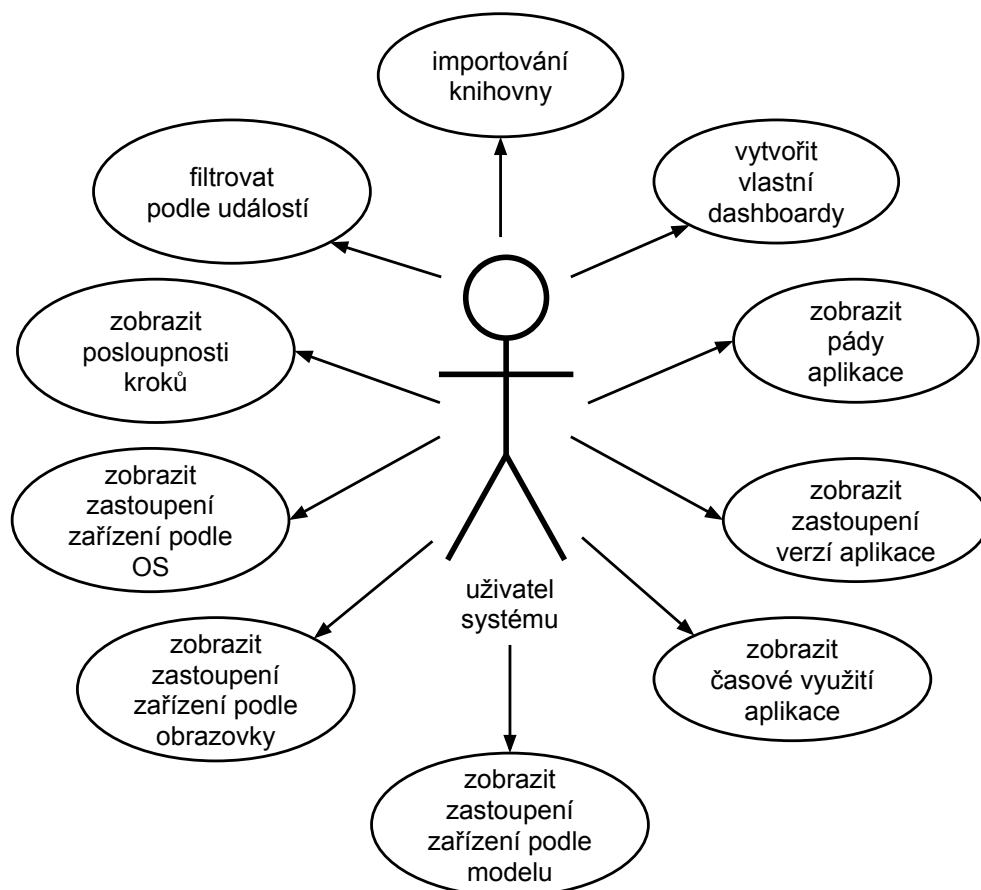 importování
knihovny
filtrovat
podle událostí
vytvořit
vlastní
dashboardy
zobrazit
posloupnosti
kroků
zobrazit
pády
aplikace
zobrazit
zastoupení
zařízení podle
OS
zobrazit
zastoupení
verzí aplikace
uživatel
systému
zobrazit
zastoupení
zařízení podle
obrazovky
zobrazit
časové využití
aplikace
zobrazit
zastoupení
zařízení podle
modelu